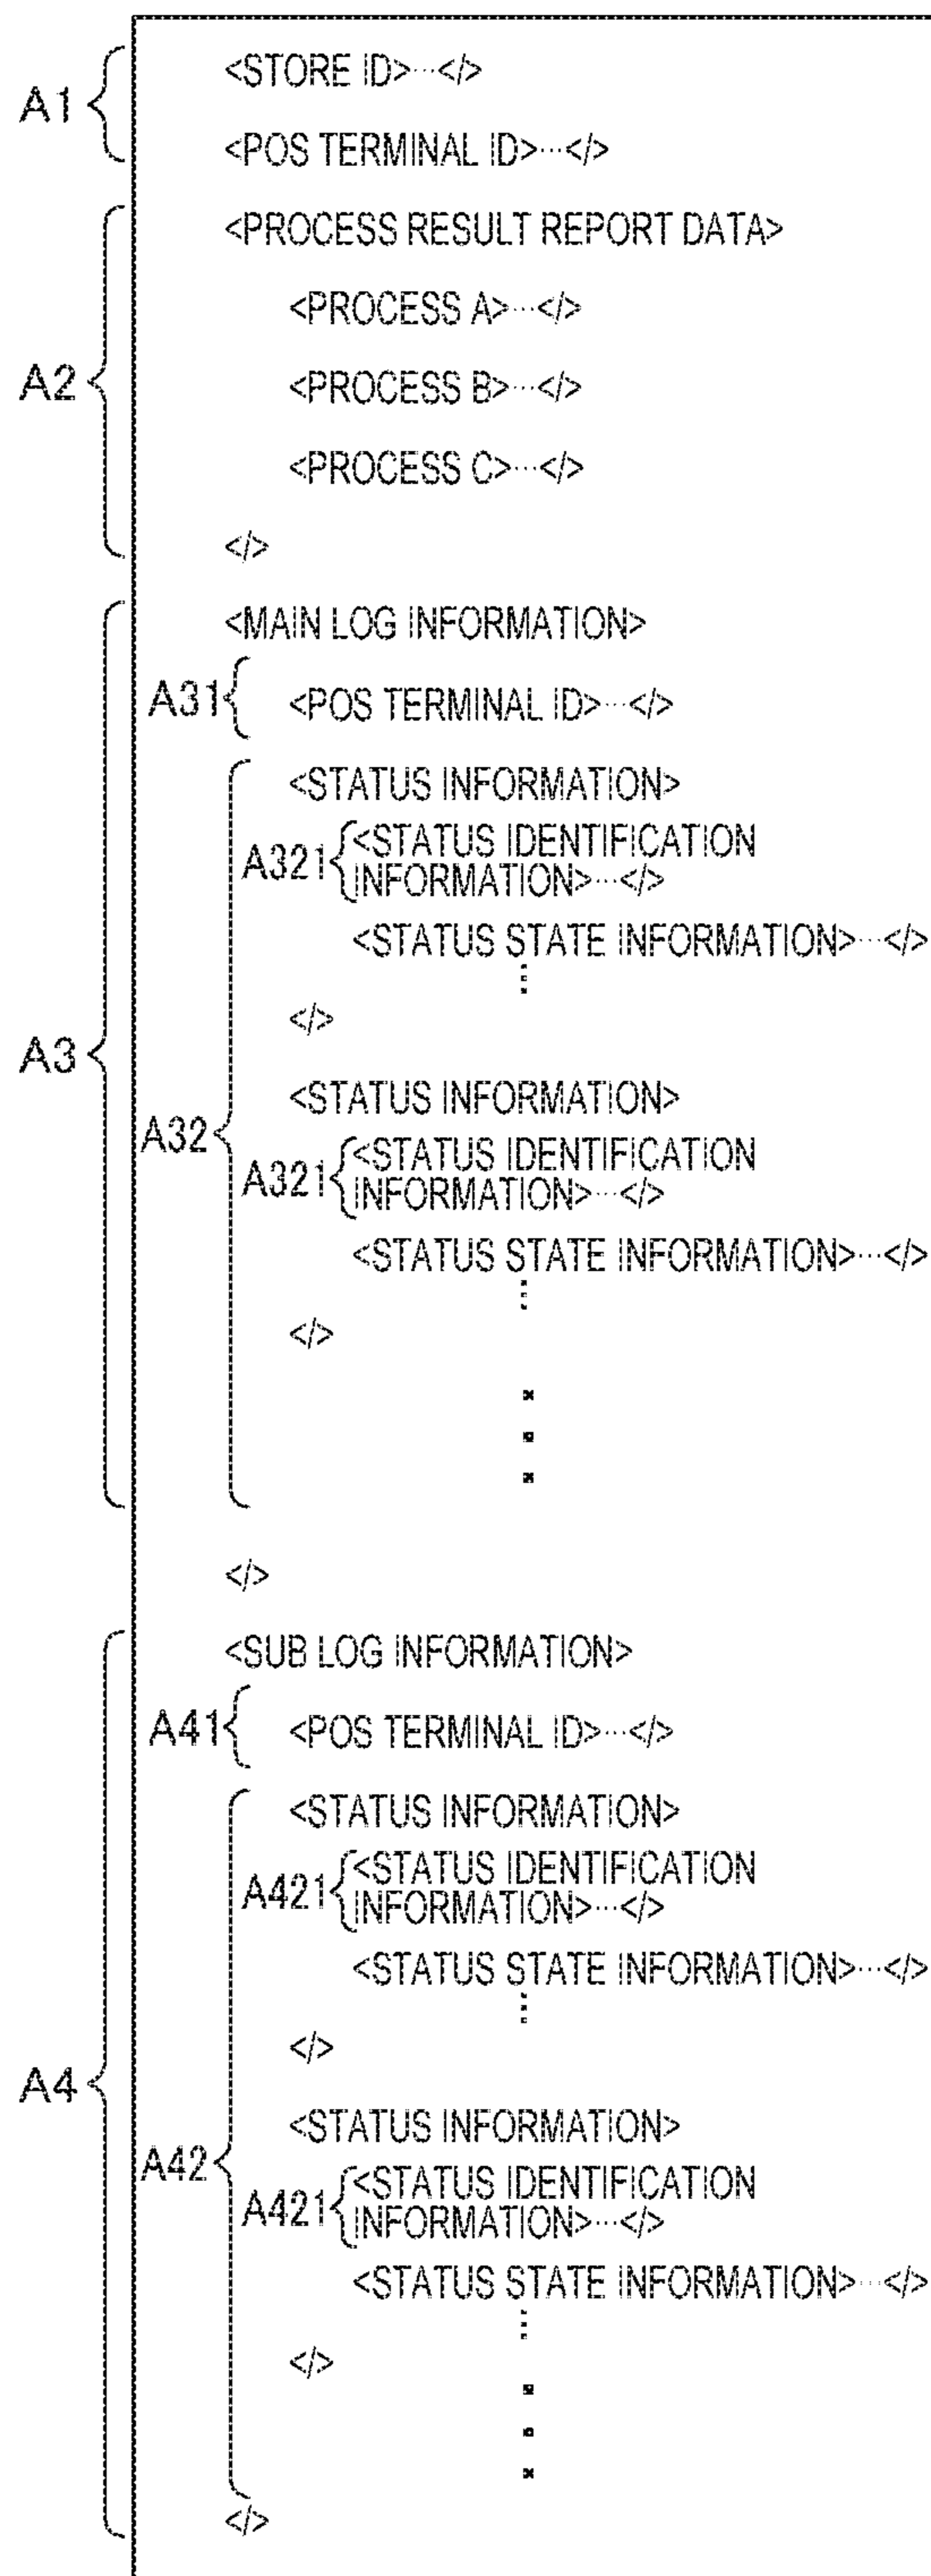 A1
<STORE ID>···</>
<POS TERMINAL ID>···</>
A2
<PROCESS RESULT REPORT DATA>
<PROCESS A>···</>
<PROCESS B>···</>
<PROCESS C>···</>
</>
A3
<MAIN LOG INFORMATION>
A31
<POS TERMINAL ID>···</>
A32
<STATUS INFORMATION>
A321
<STATUS IDENTIFICATION
INFORMATION>···</>
<STATUS STATE INFORMATION>···</>
</>
<STATUS INFORMATION>
A321
<STATUS IDENTIFICATION
INFORMATION>···</>
<STATUS STATE INFORMATION>···</>
</>
</>
A4
<SUB LOG INFORMATION>
A41
<POS TERMINAL ID>···</>
A42
<STATUS INFORMATION>
A421
<STATUS IDENTIFICATION
INFORMATION>···</>
<STATUS STATE INFORMATION>···</>
</>
<STATUS INFORMATION>
A421
<STATUS IDENTIFICATION
INFORMATION>···</>
<STATUS STATE INFORMATION>···</>
</>
</>